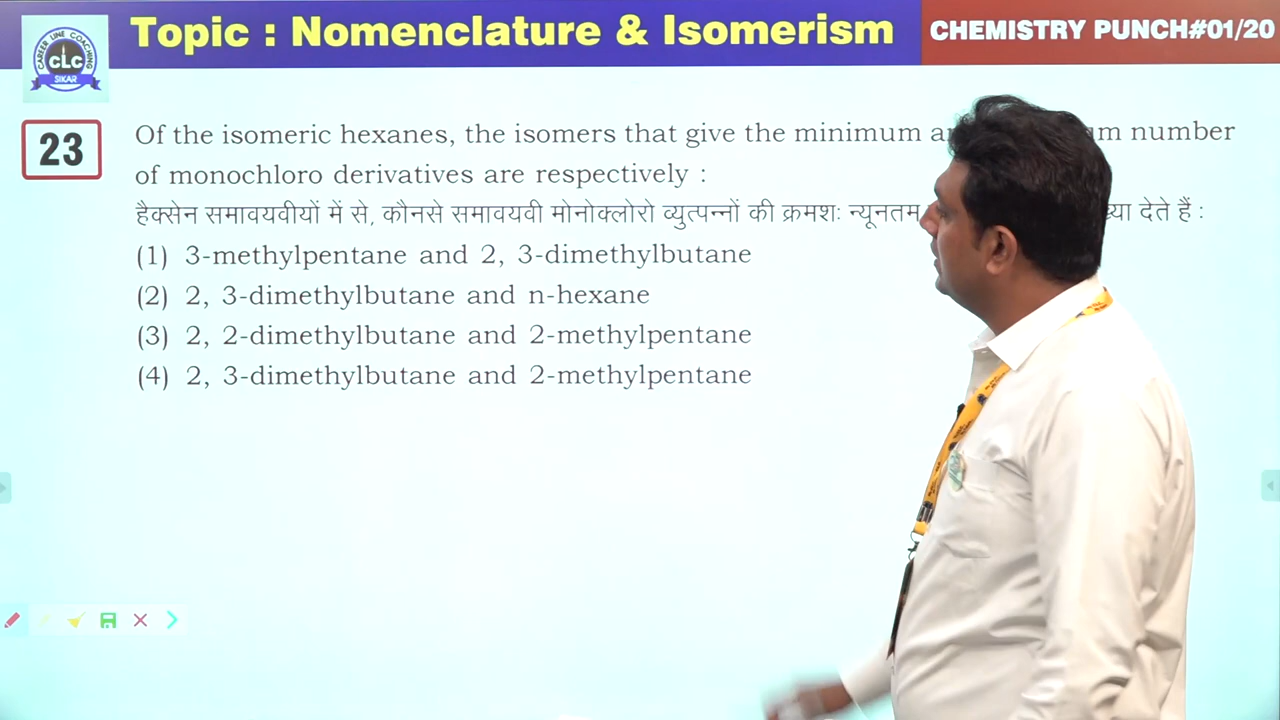 Topic : Nomenclature & Isomerism
CHEMISTRY PUNCH#01/20
CAREER LINE COACHING
CLC
SIKAR
23
Of the isomeric hexanes, the isomers that give the minimum number
of monochloro derivatives are respectively :
हैक्सेन समावयवीयों में से, कौनसे समावयवी मोनोक्लोरो व्युत्पन्नों की क्रमशः न्यूनतम देते हैं :
(1) 3-methylpentane and 2, 3-dimethylbutane
(2) 2, 3-dimethylbutane and n-hexane
(3) 2, 2-dimethylbutane and 2-methylpentane
(4) 2, 3-dimethylbutane and 2-methylpentane